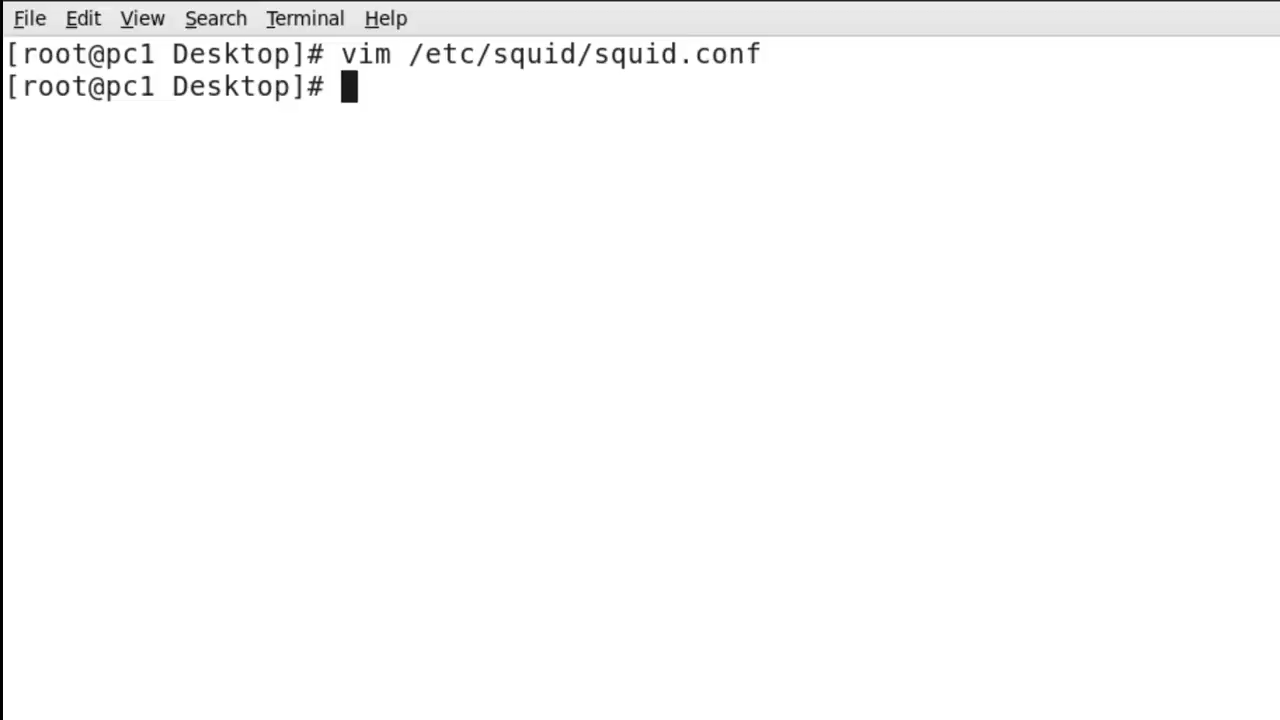 File Edit View Search Terminal Help
[root@pc1 Desktop]# vim /etc/squid/squid.conf
[root@pc1 Desktop]#